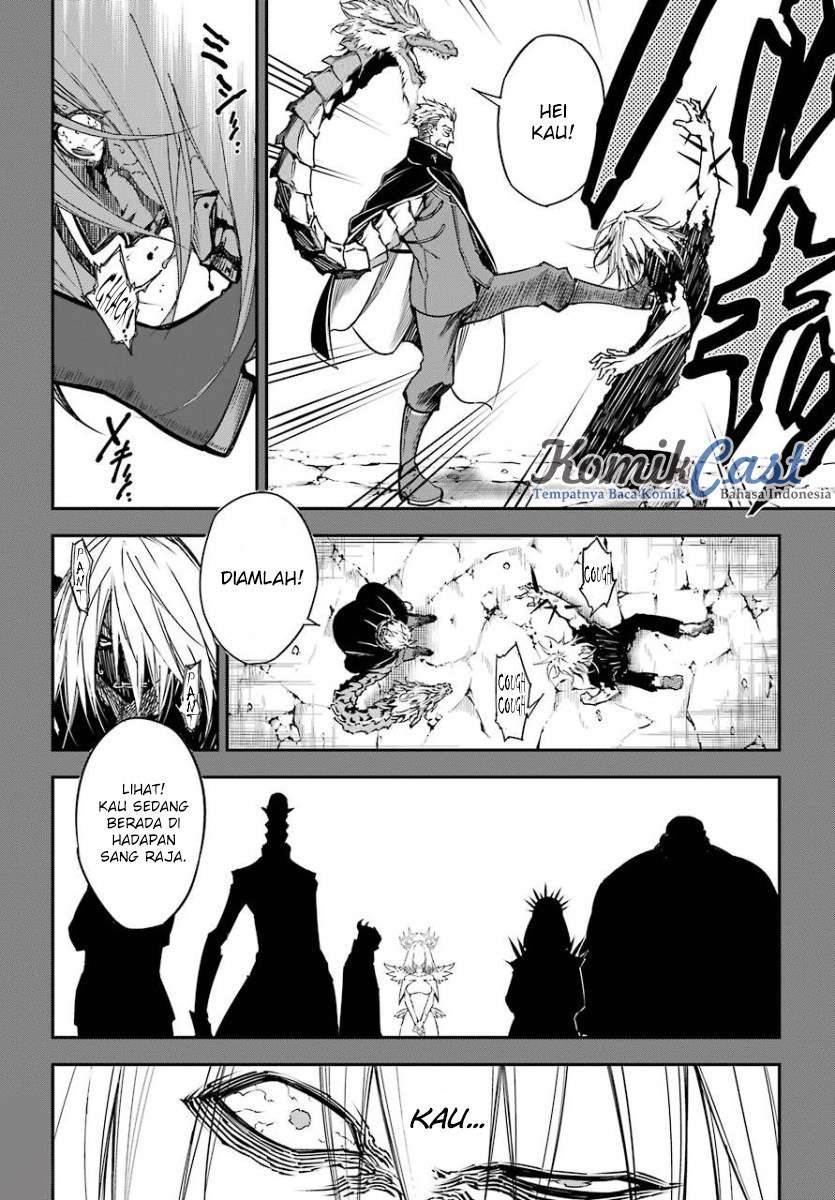 HEI
KAU!
GHACK
KomikCast
Tempatnya Baca Komik Bahasa Indonesia
COUGH
COUGH
COUGH
DIAMLAH!
PANT
PANT
LIHAT!
KAU SEDANG
BERADA DI
HADAPAN
SANG RAJA.
KAU...